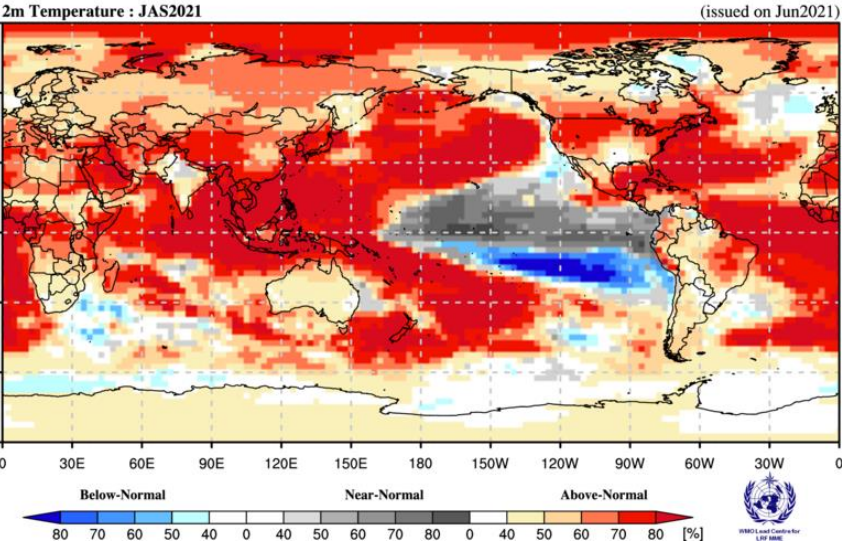 2m Temperature : JAS2021 (issued on Jun2021)
0 30E 60E 90E 120E 150E 180 150W 120W 90W 60W 30W 0
Below-Normal Near-Normal Above-Normal
80 70 60 50 40 0 40 50 60 70 80 0 40 50 60 70 80 [%]
WMO Lead Centre for
LRF MME